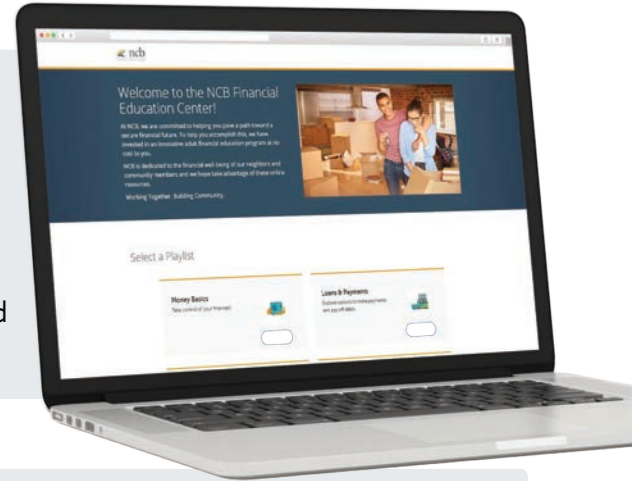 ncb
Welcome to the NCB Financial
Education Center!
At NCB, we are committed to helping you pave a path toward a
secure financial future. To help you accomplish this, we have
invested in an innovative adult financial education program at no
cost to you.
NCB is dedicated to the financial well-being of our neighbors and
community members and we hope take advantage of these online
resources.
Working Together. Building Community.
Select a Playlist
Money Basics
Take control of your finances!
Loans & Payments
Explore options to make payments
and pay off debts.
d